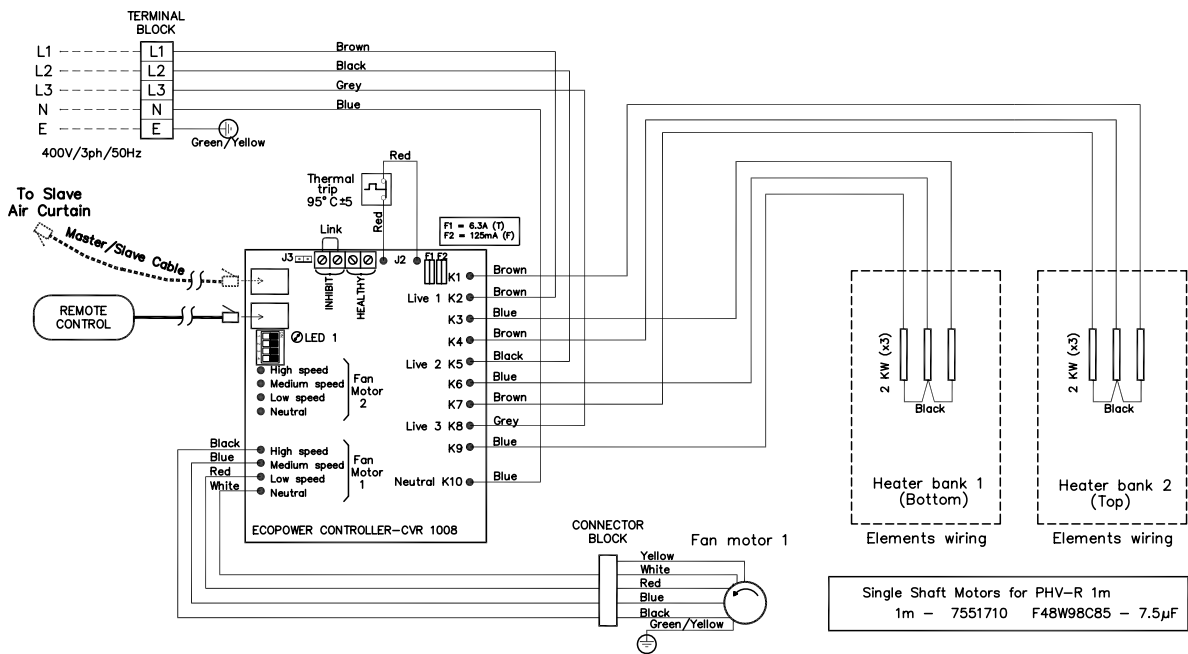 TERMINAL
BLOCK
L1 L1 Brown
L2 L2 Black
L3 L3 Grey
N N Blue
E E
Green/Yellow
400V/3ph/50Hz
Red
Thermal
trip
95°C±5
Red
To Slave
Air Curtain
Master/Slave Cable
F1 = 6.3A (T)
F2 = 125mA (F)
Link
J3
J2
F1 F2
INHIBIT
HEALTHY
REMOTE
CONTROL
LED 1
K1 Brown
Live 1 K2 Brown
K3 Blue
K4 Brown
Live 2 K5 Black
K6 Blue
K7 Brown
Live 3 K8 Grey
K9 Blue
Neutral K10 Blue
High speed
Medium speed
Low speed
Neutral
Fan
Motor
2
Black
Blue
Red
White
High speed
Medium speed
Low speed
Neutral
Fan
Motor
1
ECOPOWER CONTROLLER-CVR 1008
2 KW (x3)
Black
Heater bank 1
(Bottom)
Elements wiring
2 KW (x3)
Black
Heater bank 2
(Top)
Elements wiring
CONNECTOR
BLOCK
Fan motor 1
Yellow
White
Red
Blue
Black
Green/Yellow
Single Shaft Motors for PHV-R 1m
1m - 7551710 F48W98C85 - 7.5µF